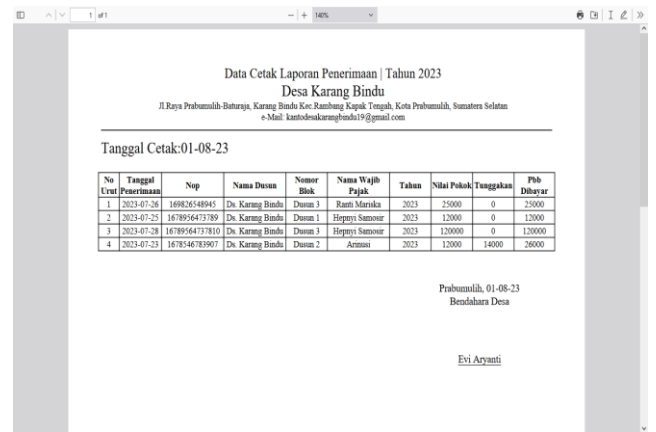 1 of 1
140%
Data Cetak Laporan Penerimaan | Tahun 2023
Desa Karang Bindu
Jl.Raya Prabumulih-Baturaja, Karang Bindu Kec.Rambang Kapak Tengah, Kota Prabumulih, Sumatera Selatan
e-Mail: kantodesakarangbindu19@gmail.com
Tanggal Cetak:01-08-23
No Urut Tanggal Penerimaan Nop Nama Dusun Nomor Blok Nama Wajib Pajak Tahun Nilai Pokok Tunggakan Pbb Dibayar
1 2023-07-26 169826548945 Ds. Karang Bindu Dusun 3 Ranti Mariska 2023 25000 0 25000
2 2023-07-25 1678956473789 Ds. Karang Bindu Dusun 1 Hepnyi Samosir 2023 12000 0 12000
3 2023-07-28 16789564737810 Ds. Karang Bindu Dusun 3 Hepnyi Samosir 2023 120000 0 120000
4 2023-07-23 1678546783907 Ds. Karang Bindu Dusun 2 Arinusi 2023 12000 14000 26000
Prabumulih, 01-08-23
Bendahara Desa
Evi Aryanti